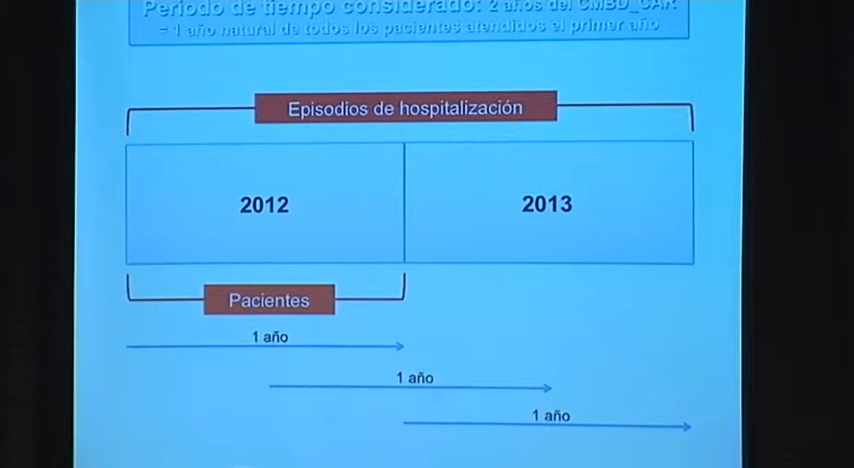 Período de tiempo considerado: 2 años del CMBD_CAR
= 1 año natural de todos los pacientes atendidos el primer año
Episodios de hospitalización
2012
2013
Pacientes
1 año
1 año
1 año